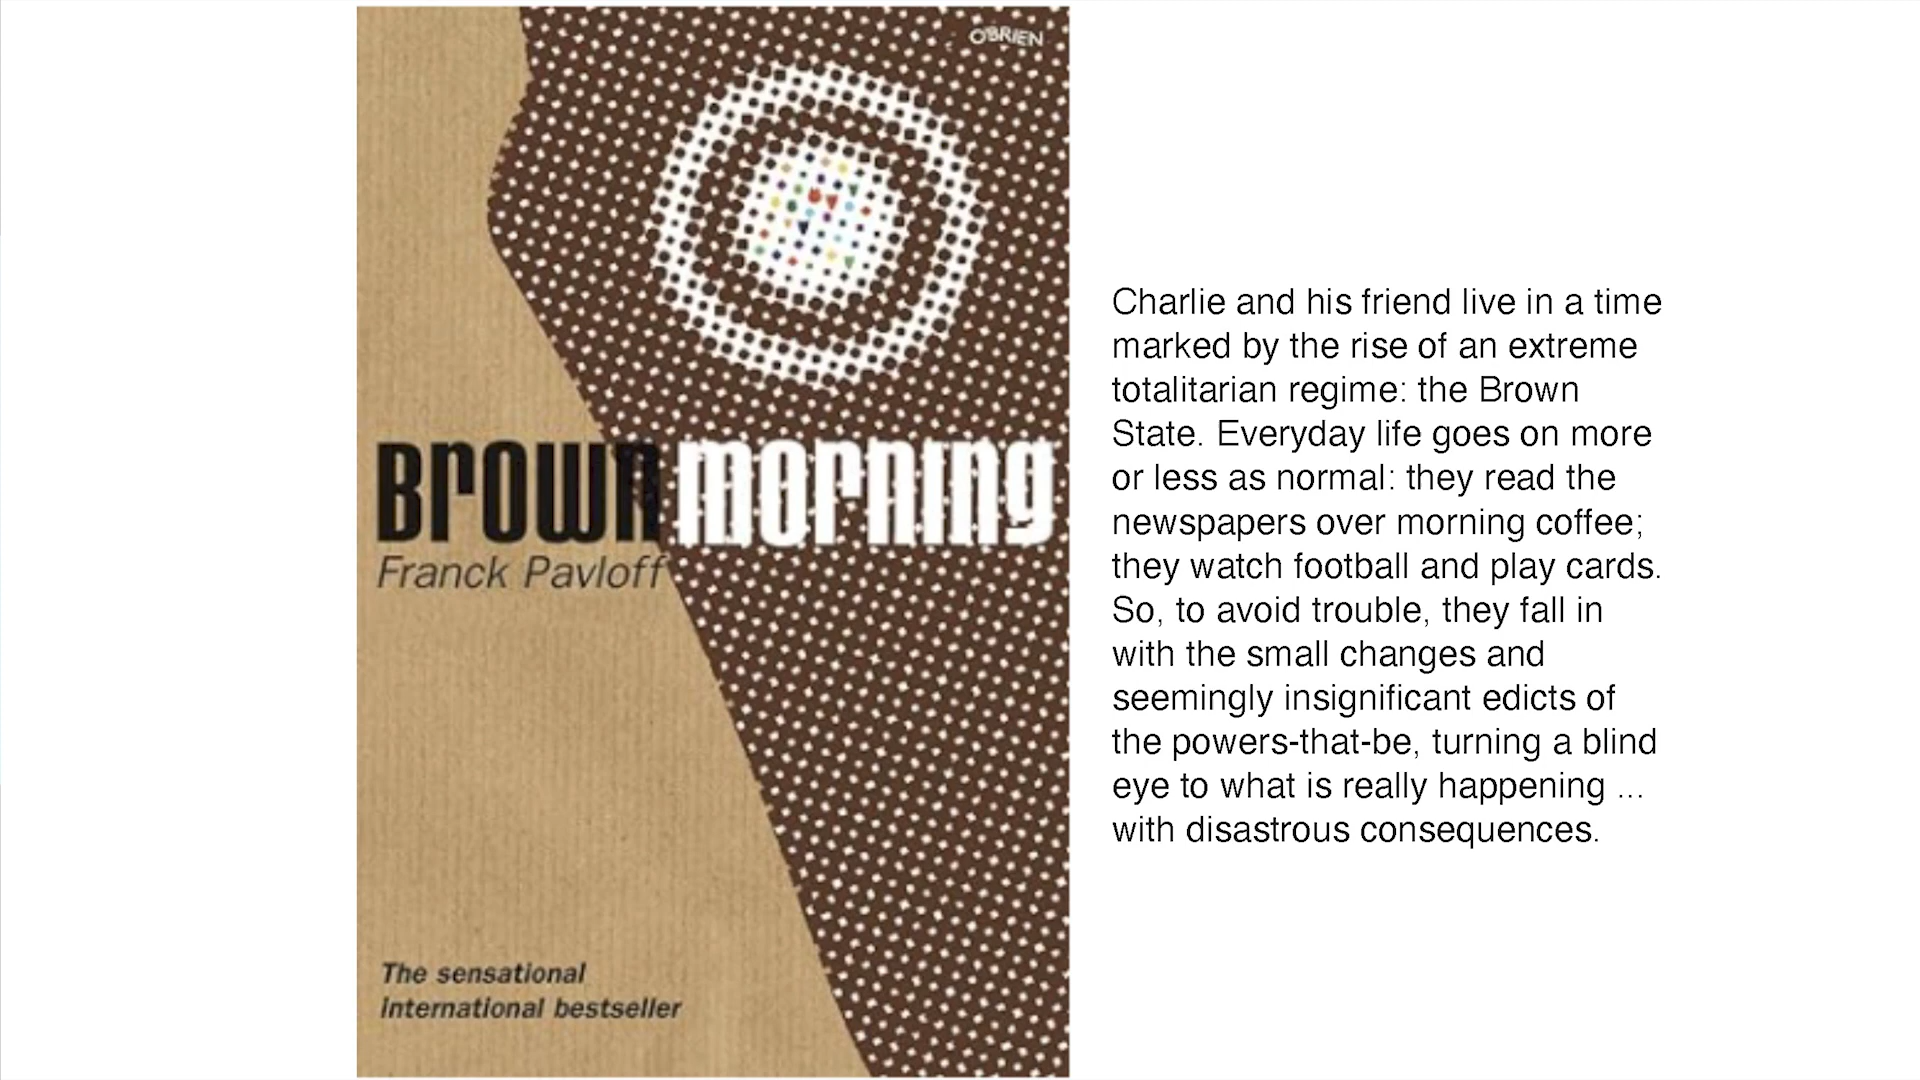 O'BRIEN
Brown morning
Franck Pavloff
The sensational
International bestseller
Charlie and his friend live in a time
marked by the rise of an extreme
totalitarian regime: the Brown
State. Everyday life goes on more
or less as normal: they read the
newspapers over morning coffee;
they watch football and play cards.
So, to avoid trouble, they fall in
with the small changes and
seemingly insignificant edicts of
the powers-that-be, turning a blind
eye to what is really happening ...
with disastrous consequences.